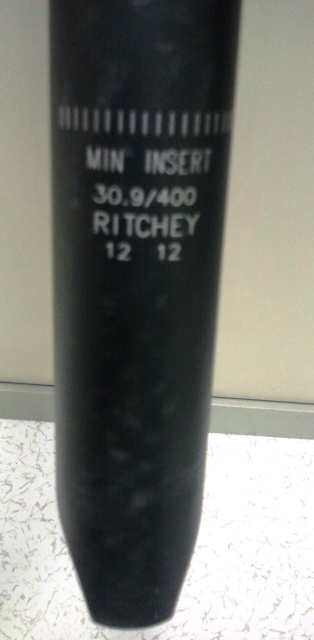 MIN INSERT
30.9/400
RITCHEY
12 12